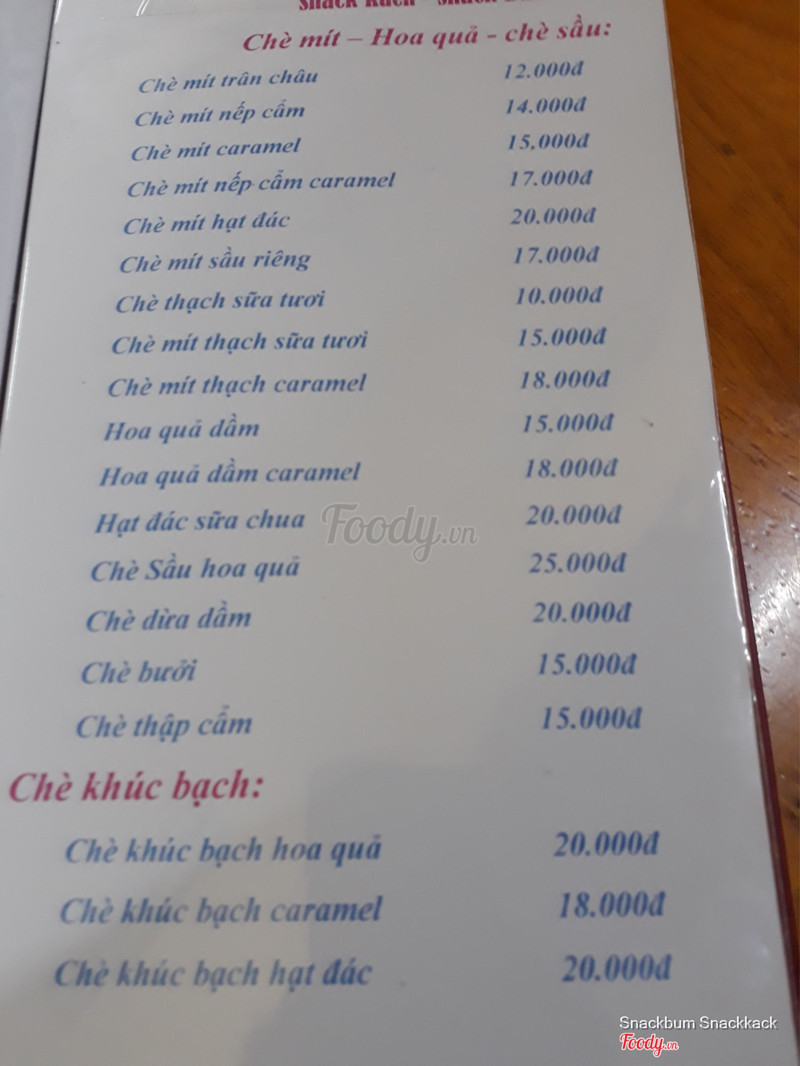 Chè mít – Hoa quả - chè sầu:
Chè mít trân châu 12.000đ
Chè mít nếp cẩm 14.000đ
Chè mít caramel 15.000đ
Chè mít nếp cẩm caramel 17.000đ
Chè mít hạt đác 20.000đ
Chè mít sầu riêng 17.000đ
Chè thạch sữa tươi 10.000đ
Chè mít thạch sữa tươi 15.000đ
Chè mít thạch caramel 18.000đ
Hoa quả dầm 15.000đ
Hoa quả dầm caramel 18.000đ
Hạt đác sữa chua 20.000đ
Foody.vn
Chè Sầu hoa quả 25.000đ
Chè dừa dầm 20.000đ
Chè bưởi 15.000đ
Chè thập cẩm 15.000đ
Chè khúc bạch:
Chè khúc bạch hoa quả 20.000đ
Chè khúc bạch caramel 18.000đ
Chè khúc bạch hạt đác 20.000đ
Snackbum Snackkack
Foody.vn